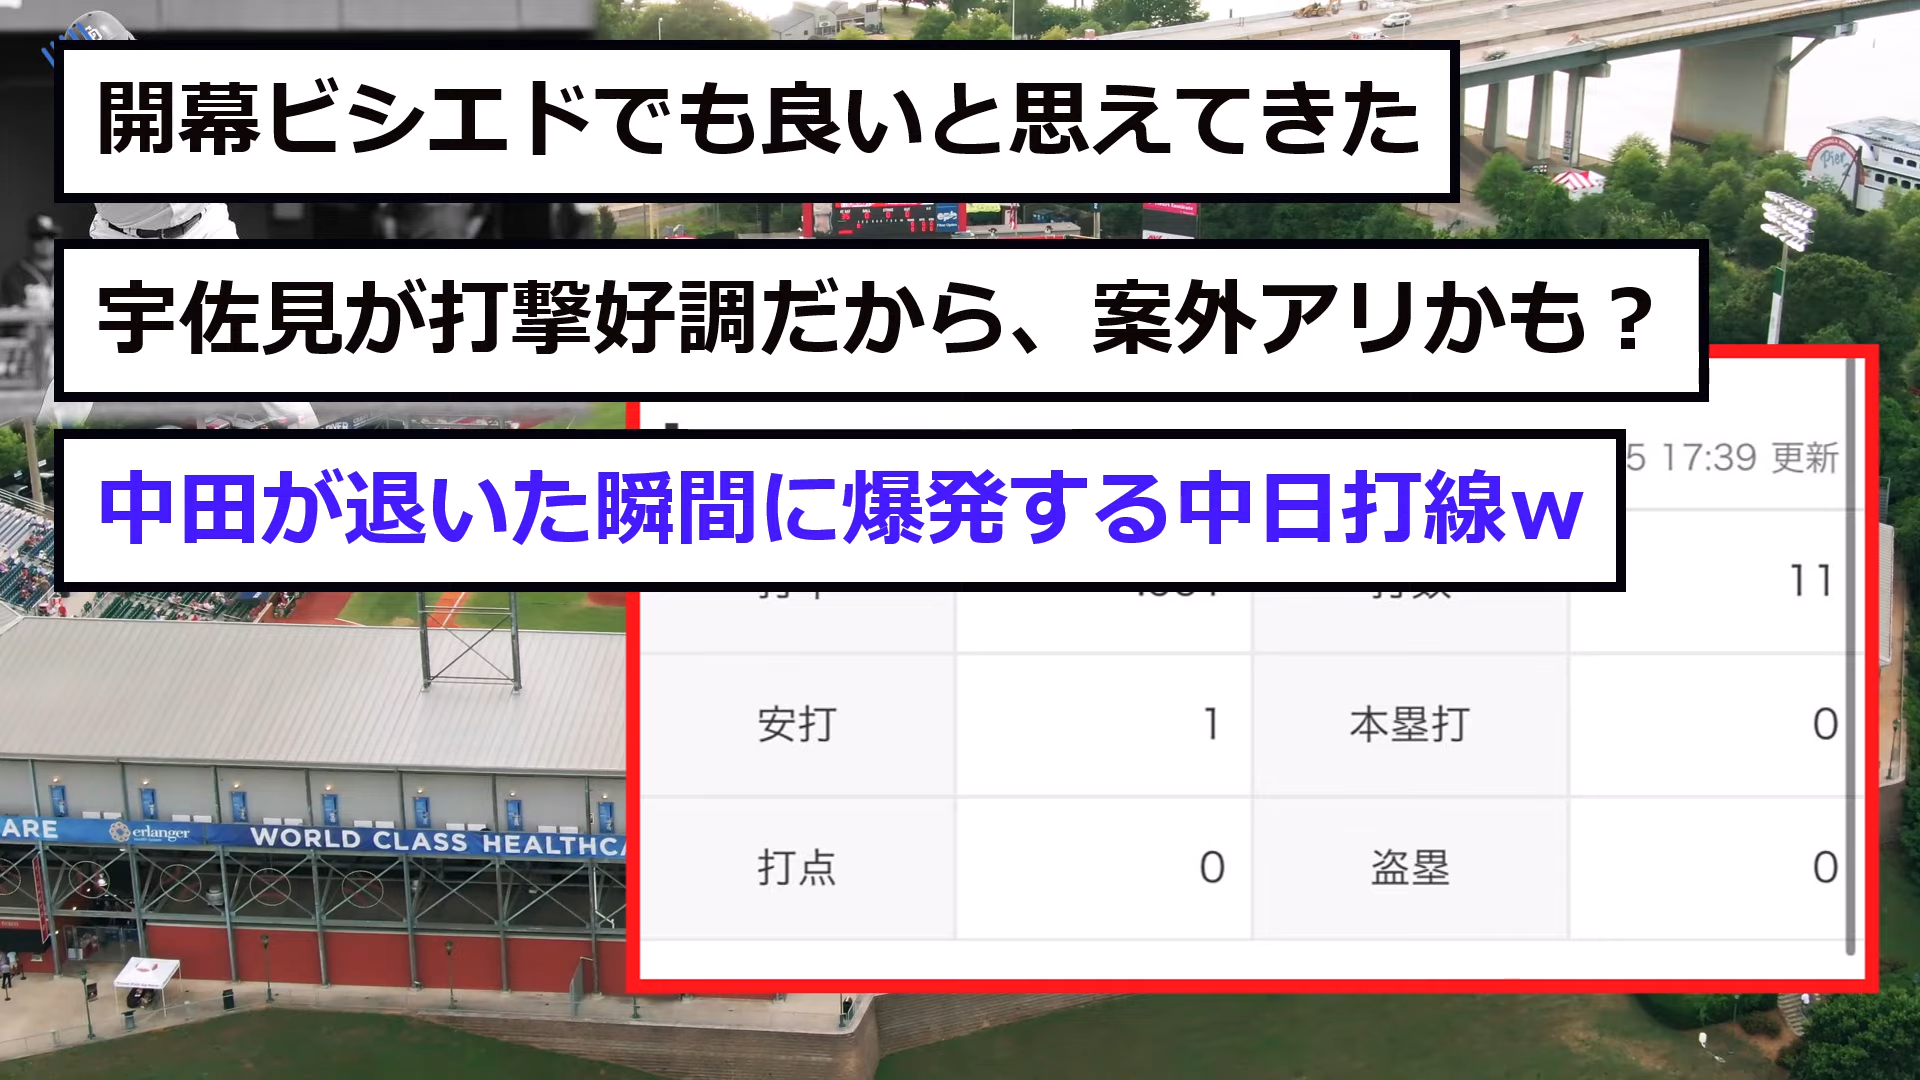 開幕ビシエドでも良いと思えてきた
宇佐見が打撃好調だから、案外アリかも？
中田が退いた瞬間に爆発する中日打線ｗ
5 17:39 更新
11
安打 1 本塁打 0
打点 0 盗塁 0
ARE erlanger WORLD CLASS HEALTHCA
Pier 2
epb